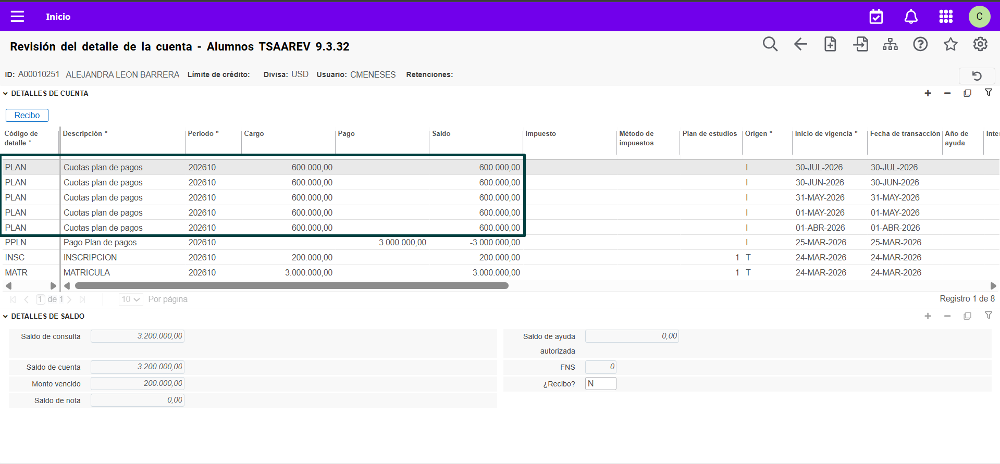 Inicio
C
Revisión del detalle de la cuenta - Alumnos TSAAREV 9.3.32
ID: A00010251 ALEJANDRA LEON BARRERA Límite de crédito: Divisa: USD Usuario: CMENESES Retenciones:
DETALLES DE CUENTA
Recibo
Código de detalle * Descripción * Periodo * Cargo Pago Saldo Impuesto Método de impuestos Plan de estudios Origen * Inicio de vigencia * Fecha de transacción Año de ayuda Inte
PLAN Cuotas plan de pagos 202610 600.000,00 600.000,00 I 30-JUL-2026 30-JUL-2026
PLAN Cuotas plan de pagos 202610 600.000,00 600.000,00 I 30-JUN-2026 30-JUN-2026
PLAN Cuotas plan de pagos 202610 600.000,00 600.000,00 I 31-MAY-2026 31-MAY-2026
PLAN Cuotas plan de pagos 202610 600.000,00 600.000,00 I 01-MAY-2026 01-MAY-2026
PLAN Cuotas plan de pagos 202610 600.000,00 600.000,00 I 01-ABR-2026 01-ABR-2026
PPLN Pago Plan de pagos 202610 3.000.000,00 -3.000.000,00 I 25-MAR-2026 25-MAR-2026
INSC INSCRIPCION 202610 200.000,00 200.000,00 1 T 24-MAR-2026 24-MAR-2026
MATR MATRICULA 202610 3.000.000,00 3.000.000,00 1 T 24-MAR-2026 24-MAR-2026
1 de 1 10 Por página Registro 1 de 8
DETALLES DE SALDO
Saldo de consulta 3.200.000,00 Saldo de ayuda autorizada 0,00
Saldo de cuenta 3.200.000,00 FNS 0
Monto vencido 200.000,00 ¿Recibo? N
Saldo de nota 0,00